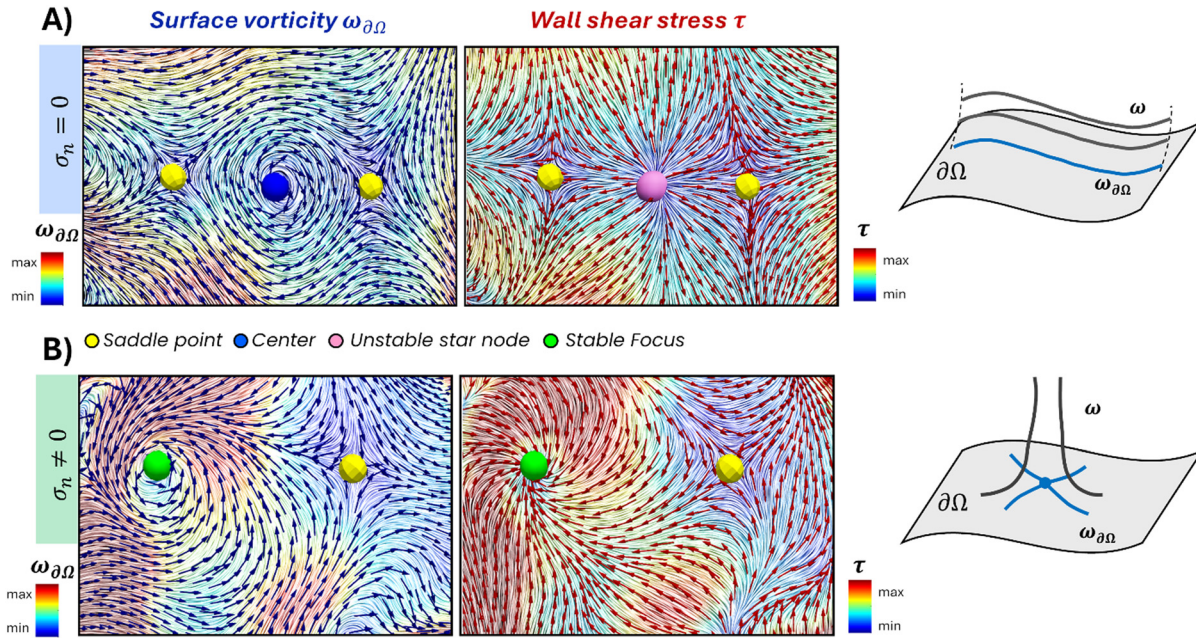 A)
Surface vorticity ω∂Ω
Wall shear stress τ
σn = 0
ω
∂Ω
ω∂Ω
ω∂Ω
max
min
τ
max
min
B)
Saddle point
Center
Unstable star node
Stable Focus
σn ≠ 0
ω
∂Ω
ω∂Ω
ω∂Ω
max
min
τ
max
min